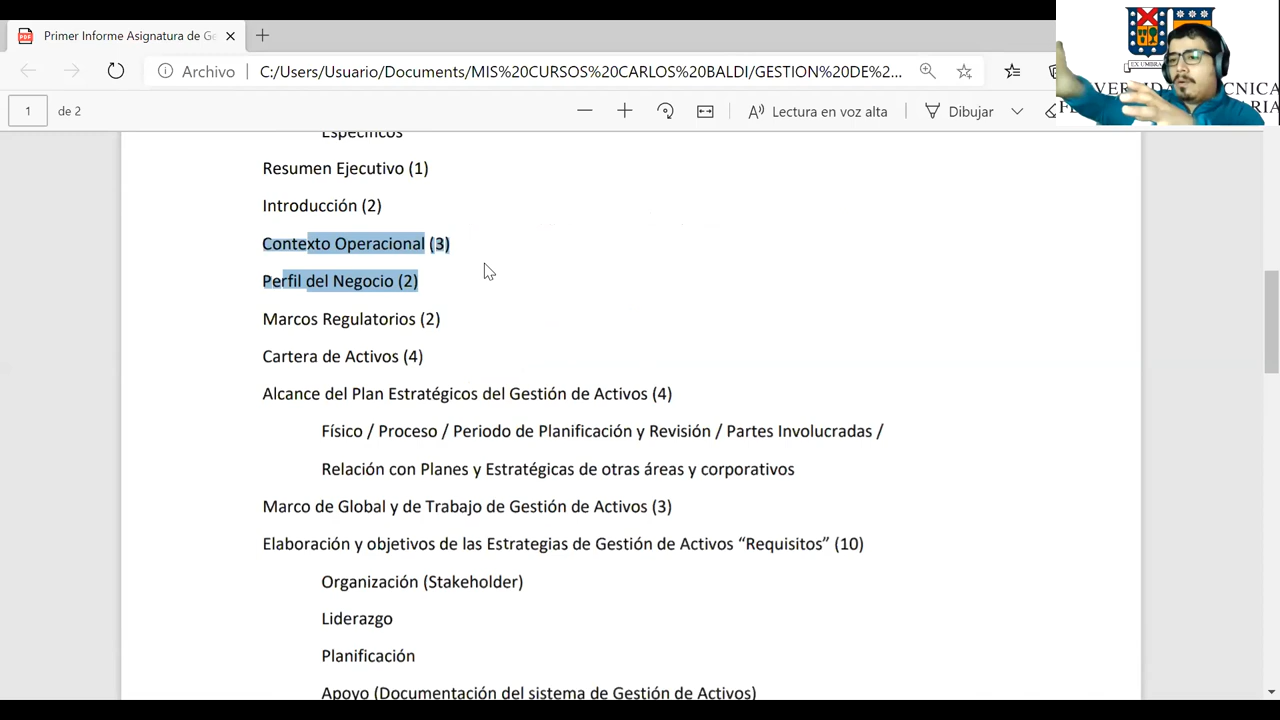 Primer Informe Asignatura de Ge
Archivo
C:/Users/Usuario/Documents/MIS%20CURSOS%20CARLOS%20BALDI/GESTION%20DE%2...
1
de 2
Lectura en voz alta
Dibujar
EX UMBRA
CNICA
ARIA
Específicos
Resumen Ejecutivo (1)
Introducción (2)
Contexto Operacional (3)
Perfil del Negocio (2)
Marcos Regulatorios (2)
Cartera de Activos (4)
Alcance del Plan Estratégicos del Gestión de Activos (4)
Físico / Proceso / Periodo de Planificación y Revisión / Partes Involucradas /
Relación con Planes y Estratégicas de otras áreas y corporativos
Marco de Global y de Trabajo de Gestión de Activos (3)
Elaboración y objetivos de las Estrategias de Gestión de Activos “Requisitos” (10)
Organización (Stakeholder)
Liderazgo
Planificación
Apoyo (Documentación del sistema de Gestión de Activos)